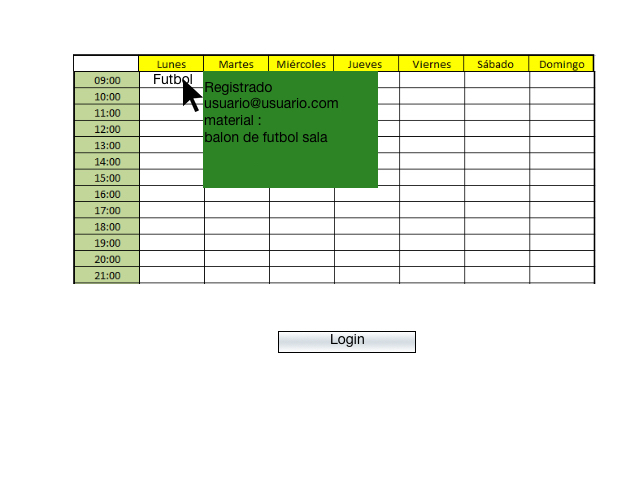 Lunes Martes Miércoles Jueves Viernes Sábado Domingo
09:00 Futbol
Registrado
usuario@usuario.com
material :
balon de futbol sala
10:00
11:00
12:00
13:00
14:00
15:00
16:00
17:00
18:00
19:00
20:00
21:00
Login